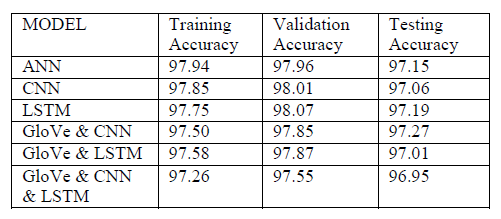 MODEL Training Accuracy Validation Accuracy Testing Accuracy
ANN 97.94 97.96 97.15
CNN 97.85 98.01 97.06
LSTM 97.75 98.07 97.19
GloVe & CNN 97.50 97.85 97.27
GloVe & LSTM 97.58 97.87 97.01
GloVe & CNN & LSTM 97.26 97.55 96.95